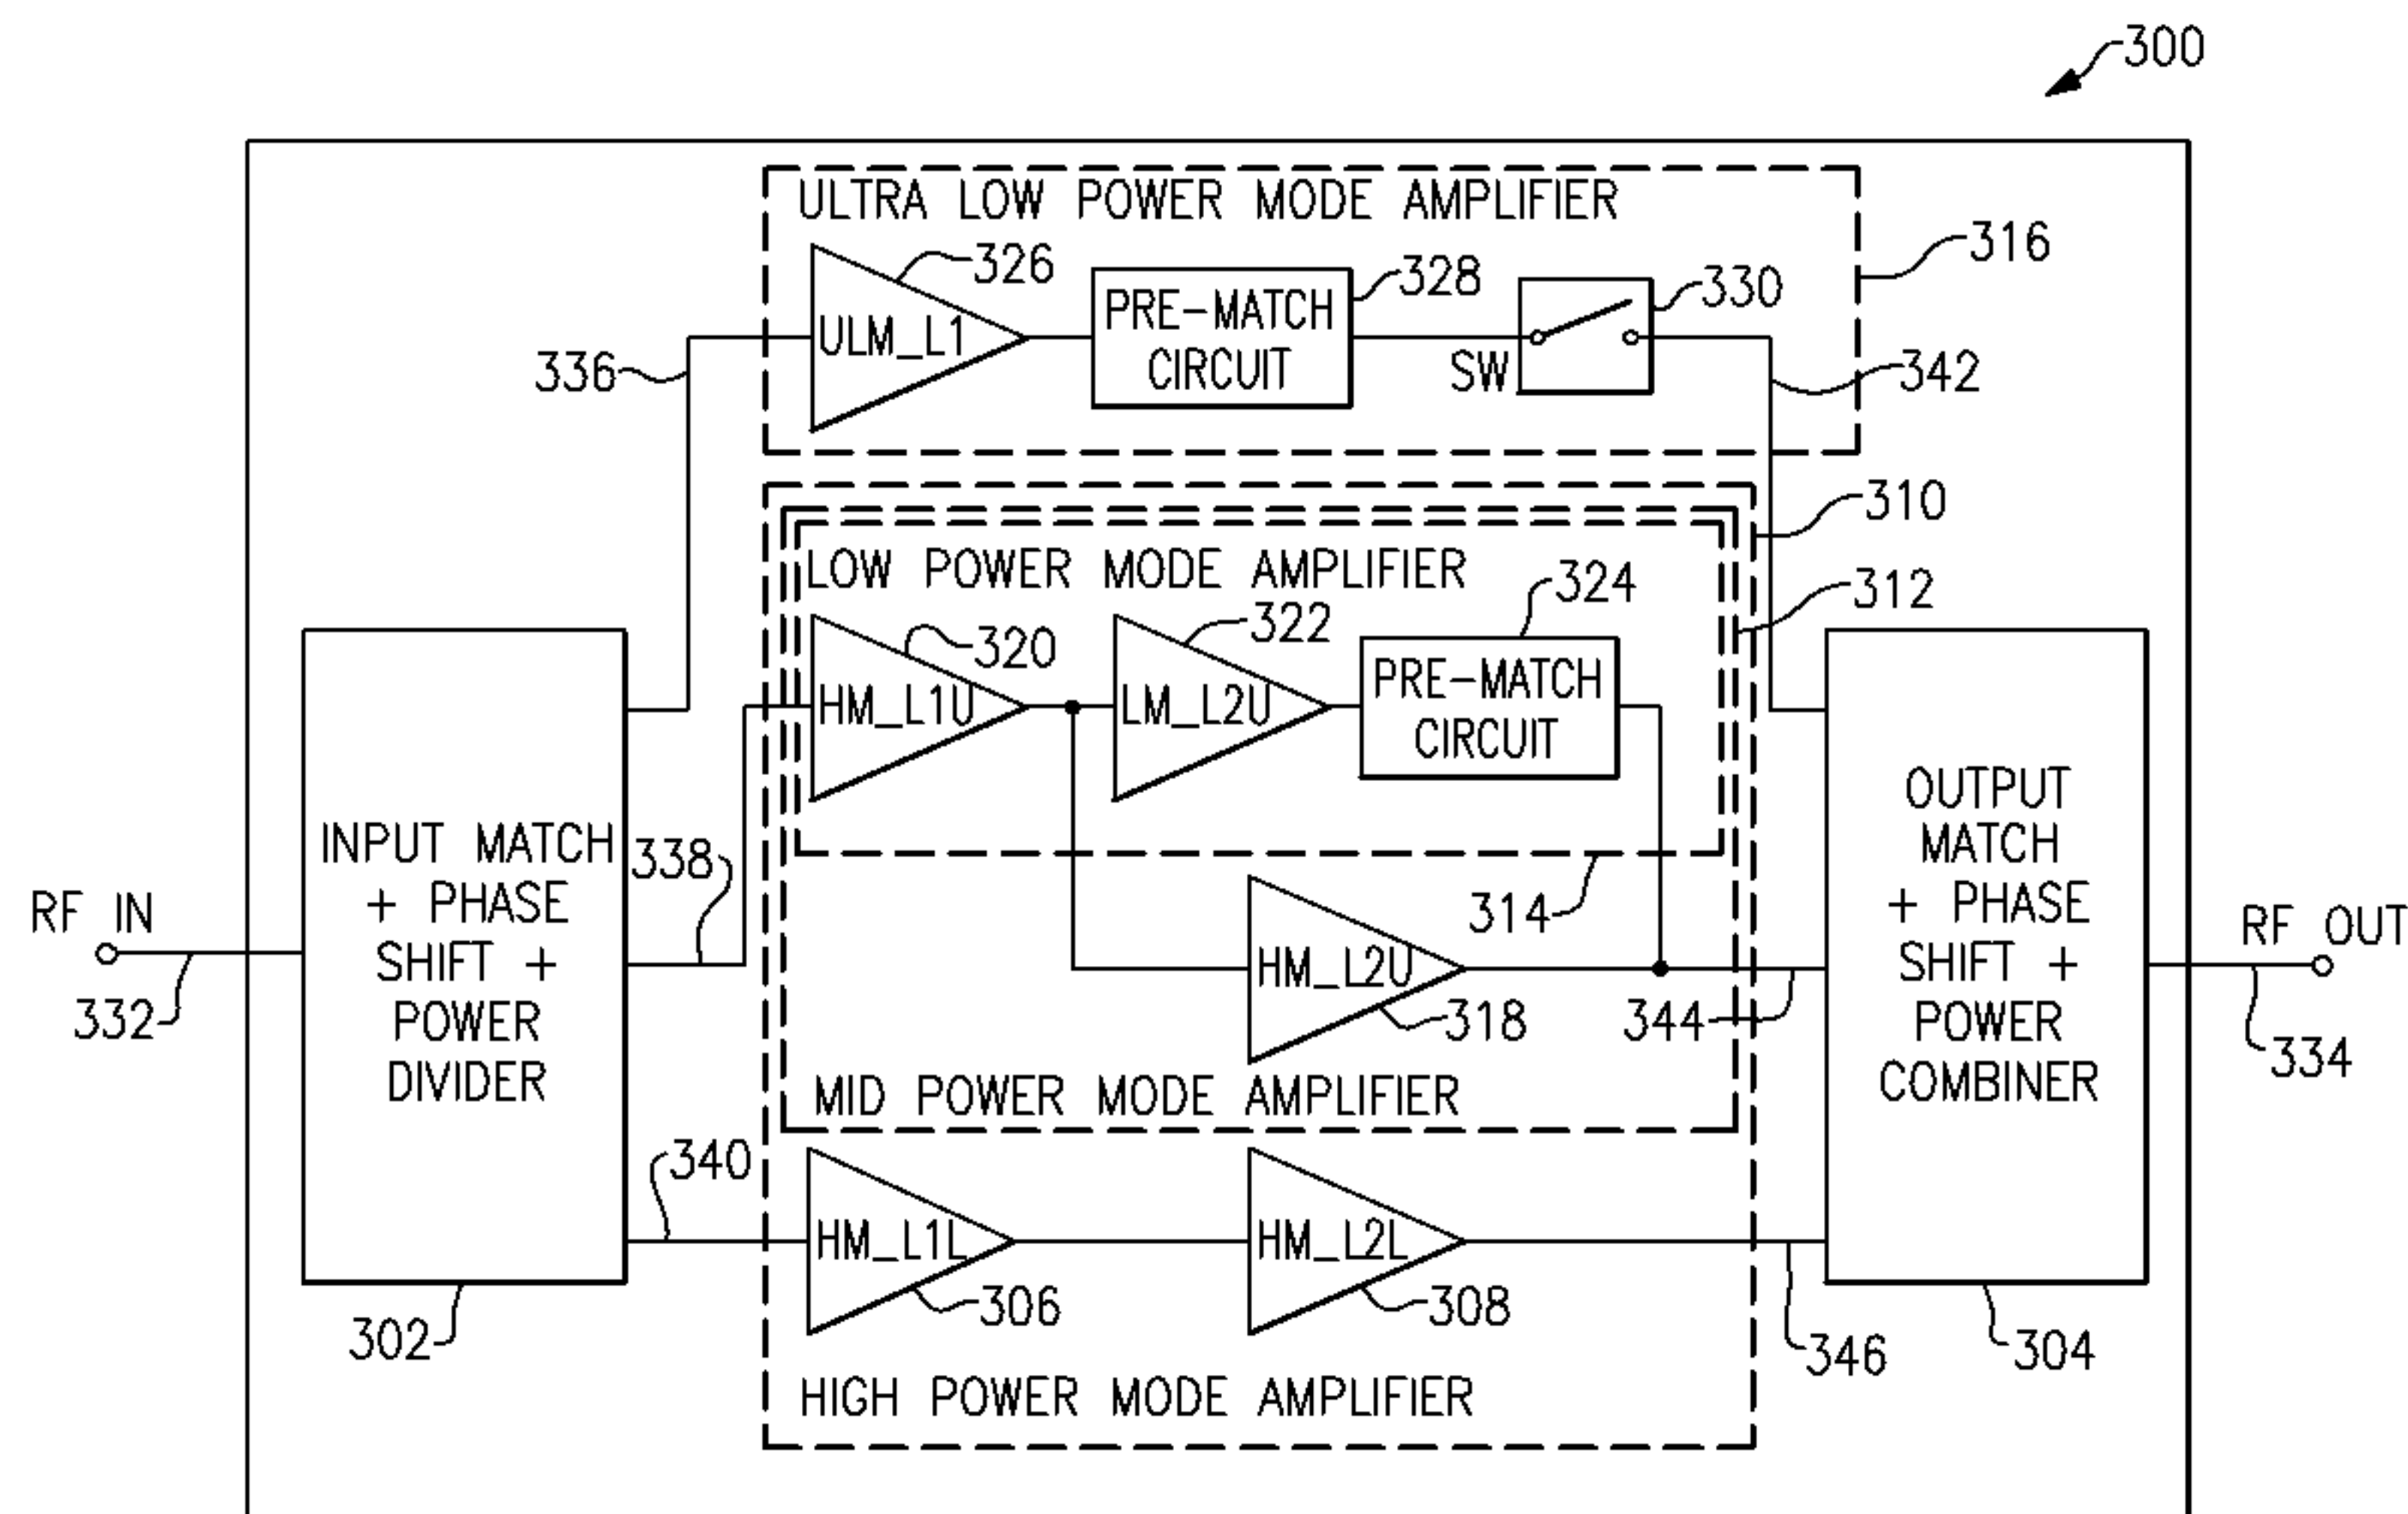 300
ULTRA LOW POWER MODE AMPLIFIER
326
328
330
316
ULM_L1
PRE-MATCH
CIRCUIT
SW
336
342
310
312
LOW POWER MODE AMPLIFIER
320
322
324
HM_L1U
LM_L2U
PRE-MATCH
CIRCUIT
INPUT MATCH
+ PHASE
SHIFT +
POWER
DIVIDER
338
314
OUTPUT
MATCH
+ PHASE
SHIFT +
POWER
COMBINER
RF IN
332
HM_L2U
318
344
RF OUT
334
MID POWER MODE AMPLIFIER
340
HM_L1L
306
HM_L2L
308
346
302
304
HIGH POWER MODE AMPLIFIER